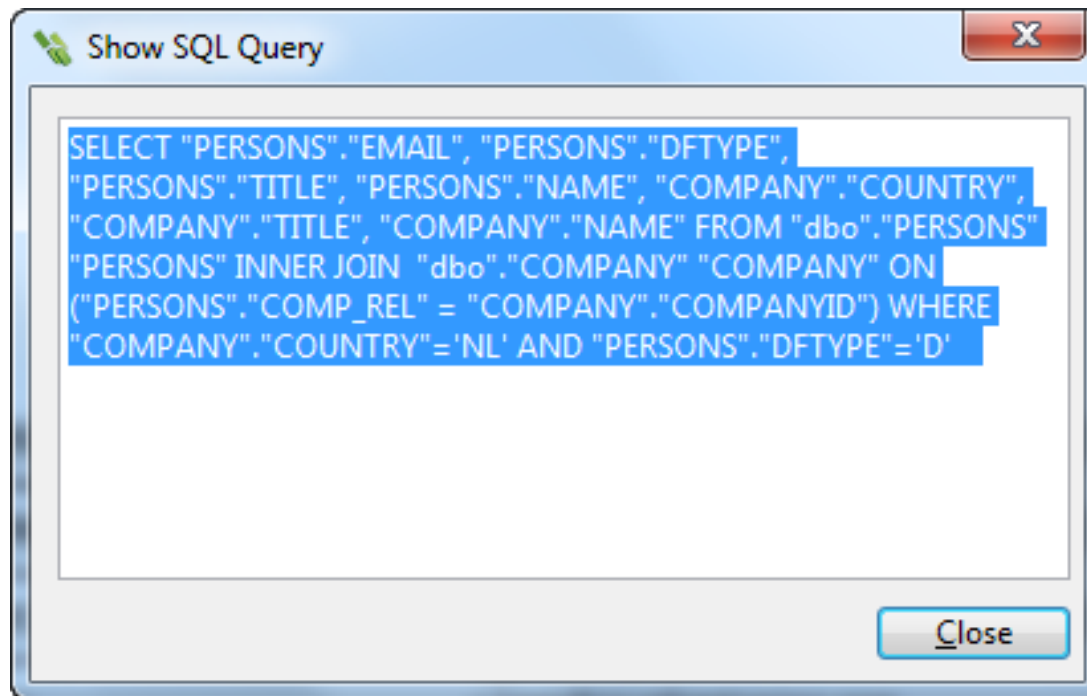 Show SQL Query
SELECT "PERSONS"."EMAIL", "PERSONS"."DFTYPE",
"PERSONS"."TITLE", "PERSONS"."NAME", "COMPANY"."COUNTRY",
"COMPANY"."TITLE", "COMPANY"."NAME" FROM "dbo"."PERSONS"
"PERSONS" INNER JOIN  "dbo"."COMPANY" "COMPANY" ON
("PERSONS"."COMP_REL" = "COMPANY"."COMPANYID") WHERE
"COMPANY"."COUNTRY"='NL' AND "PERSONS"."DFTYPE"='D'
Close